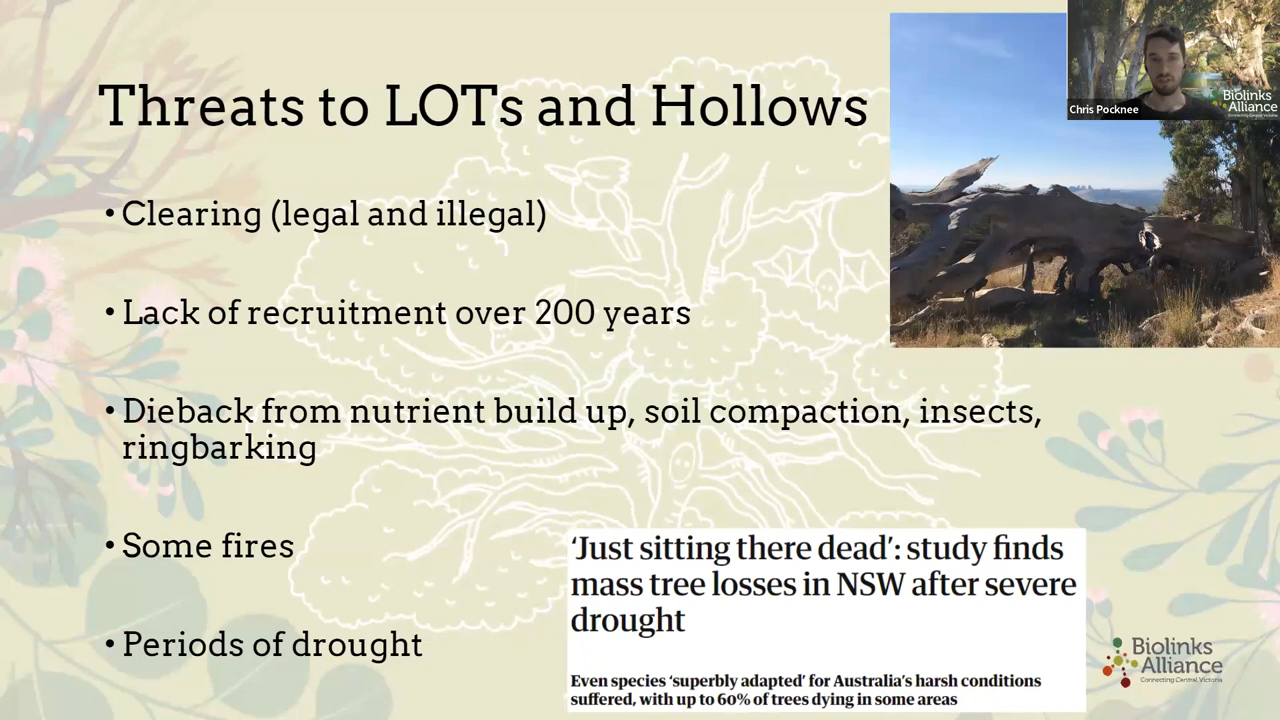 Threats to LOTs and Hollows
• Clearing (legal and illegal)
• Lack of recruitment over 200 years
• Dieback from nutrient build up, soil compaction, insects,
ringbarking
• Some fires
• Periods of drought
Chris Pocknee
Biolinks
Alliance
Connecting Central Victoria
‘Just sitting there dead’: study finds
mass tree losses in NSW after severe
drought
Even species ‘superbly adapted’ for Australia’s harsh conditions
suffered, with up to 60% of trees dying in some areas
Biolinks
Alliance
Connecting Central Victoria